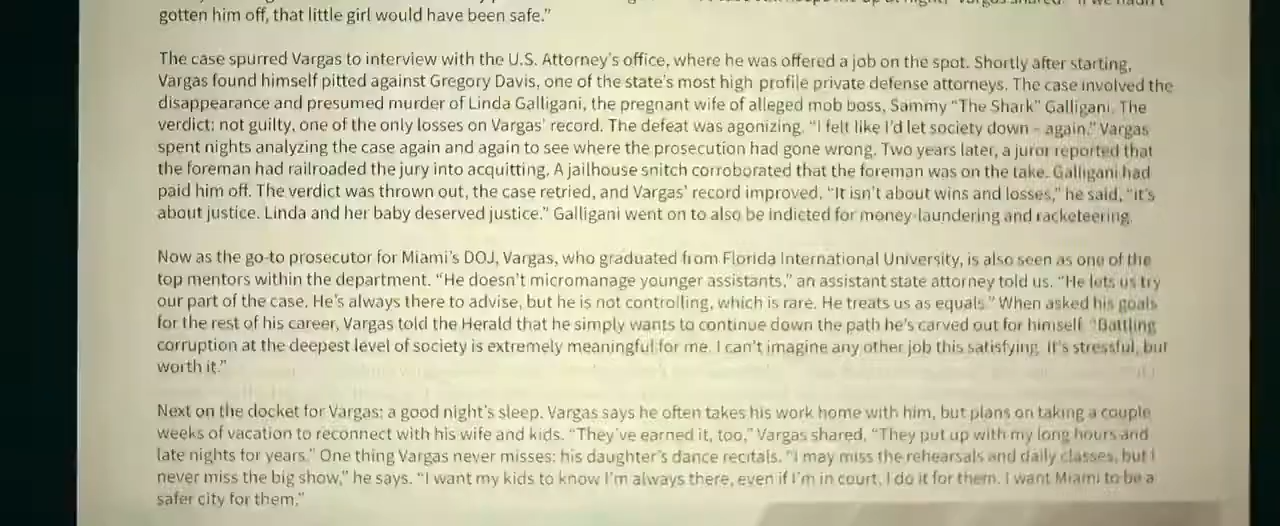 gotten him off, that little girl would have been safe.”
The case spurred Vargas to interview with the U.S. Attorney’s office, where he was offered a job on the spot. Shortly after starting,
Vargas found himself pitted against Gregory Davis, one of the state’s most high profile private defense attorneys. The case involved the
disappearance and presumed murder of Linda Galligani, the pregnant wife of alleged mob boss, Sammy “The Shark” Galligani. The
verdict: not guilty, one of the only losses on Vargas’ record. The defeat was agonizing. “I felt like I’d let society down – again.” Vargas
spent nights analyzing the case again and again to see where the prosecution had gone wrong. Two years later, a juror reported that
the foreman had railroaded the jury into acquitting. A jailhouse snitch corroborated that the foreman was on the take. Galligani had
paid him off. The verdict was thrown out, the case retried, and Vargas’ record improved. “It isn’t about wins and losses,” he said, “it’s
about justice. Linda and her baby deserved justice.” Galligani went on to also be indicted for money-laundering and racketeering.
Now as the go-to prosecutor for Miami’s DOJ, Vargas, who graduated from Florida International University, is also seen as one of the
top mentors within the department. “He doesn’t micromanage younger assistants,” an assistant state attorney told us. “He lets us try
our part of the case. He’s always there to advise, but he is not controlling, which is rare. He treats us as equals.” When asked his goals
for the rest of his career, Vargas told the Herald that he simply wants to continue down the path he’s carved out for himself. “Battling
corruption at the deepest level of society is extremely meaningful for me. I can’t imagine any other job this satisfying. It’s stressful, but
worth it.”
Next on the docket for Vargas: a good night’s sleep. Vargas says he often takes his work home with him, but plans on taking a couple
weeks of vacation to reconnect with his wife and kids. “They’ve earned it, too,” Vargas shared, “They put up with my long hours and
late nights for years.” One thing Vargas never misses: his daughter’s dance recitals. “I may miss the rehearsals and daily classes, but I
never miss the big show,” he says. “I want my kids to know I’m always there, even if I’m in court. I do it for them. I want Miami to be a
safer city for them.”